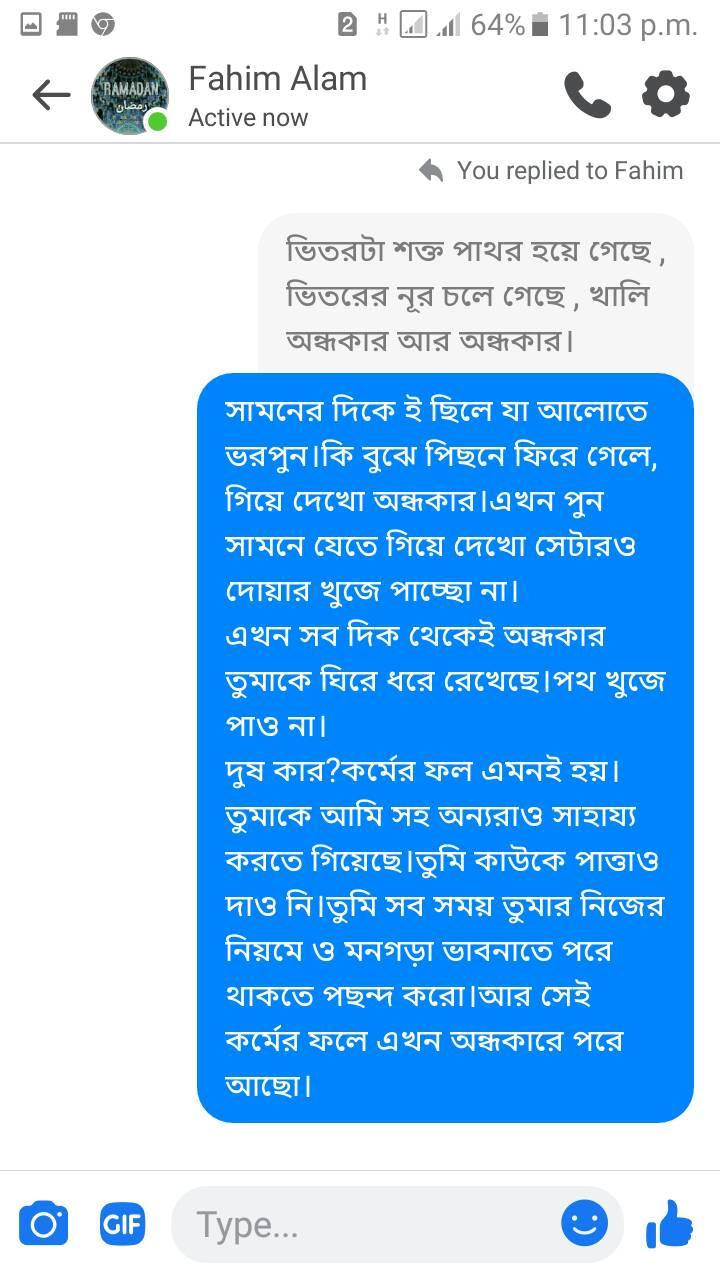 2 H 64% 11:03 p.m.
RAMADAN
رمضان
Fahim Alam
Active now
You replied to Fahim
ভিতরটা শক্ত পাথর হয়ে গেছে ,
ভিতরের নূর চলে গেছে , খালি
অন্ধকার আর অন্ধকার।
সামনের দিকে ই ছিলে যা আলোতে
ভরপুন।কি বুঝে পিছনে ফিরে গেলে,
গিয়ে দেখো অন্ধকার।এখন পুন
সামনে যেতে গিয়ে দেখো সেটারও
দোয়ার খুজে পাচ্ছো না।
এখন সব দিক থেকেই অন্ধকার
তুমাকে ঘিরে ধরে রেখেছে।পথ খুজে
পাও না।
দুষ কার?কর্মের ফল এমনই হয়।
তুমাকে আমি সহ অন্যরাও সাহায্য
করতে গিয়েছে।তুমি কাউকে পাত্তাও
দাও নি।তুমি সব সময় তুমার নিজের
নিয়মে ও মনগড়া ভাবনাতে পরে
থাকতে পছন্দ করো।আর সেই
কর্মের ফলে এখন অন্ধকারে পরে
আছো।
GIF Type...